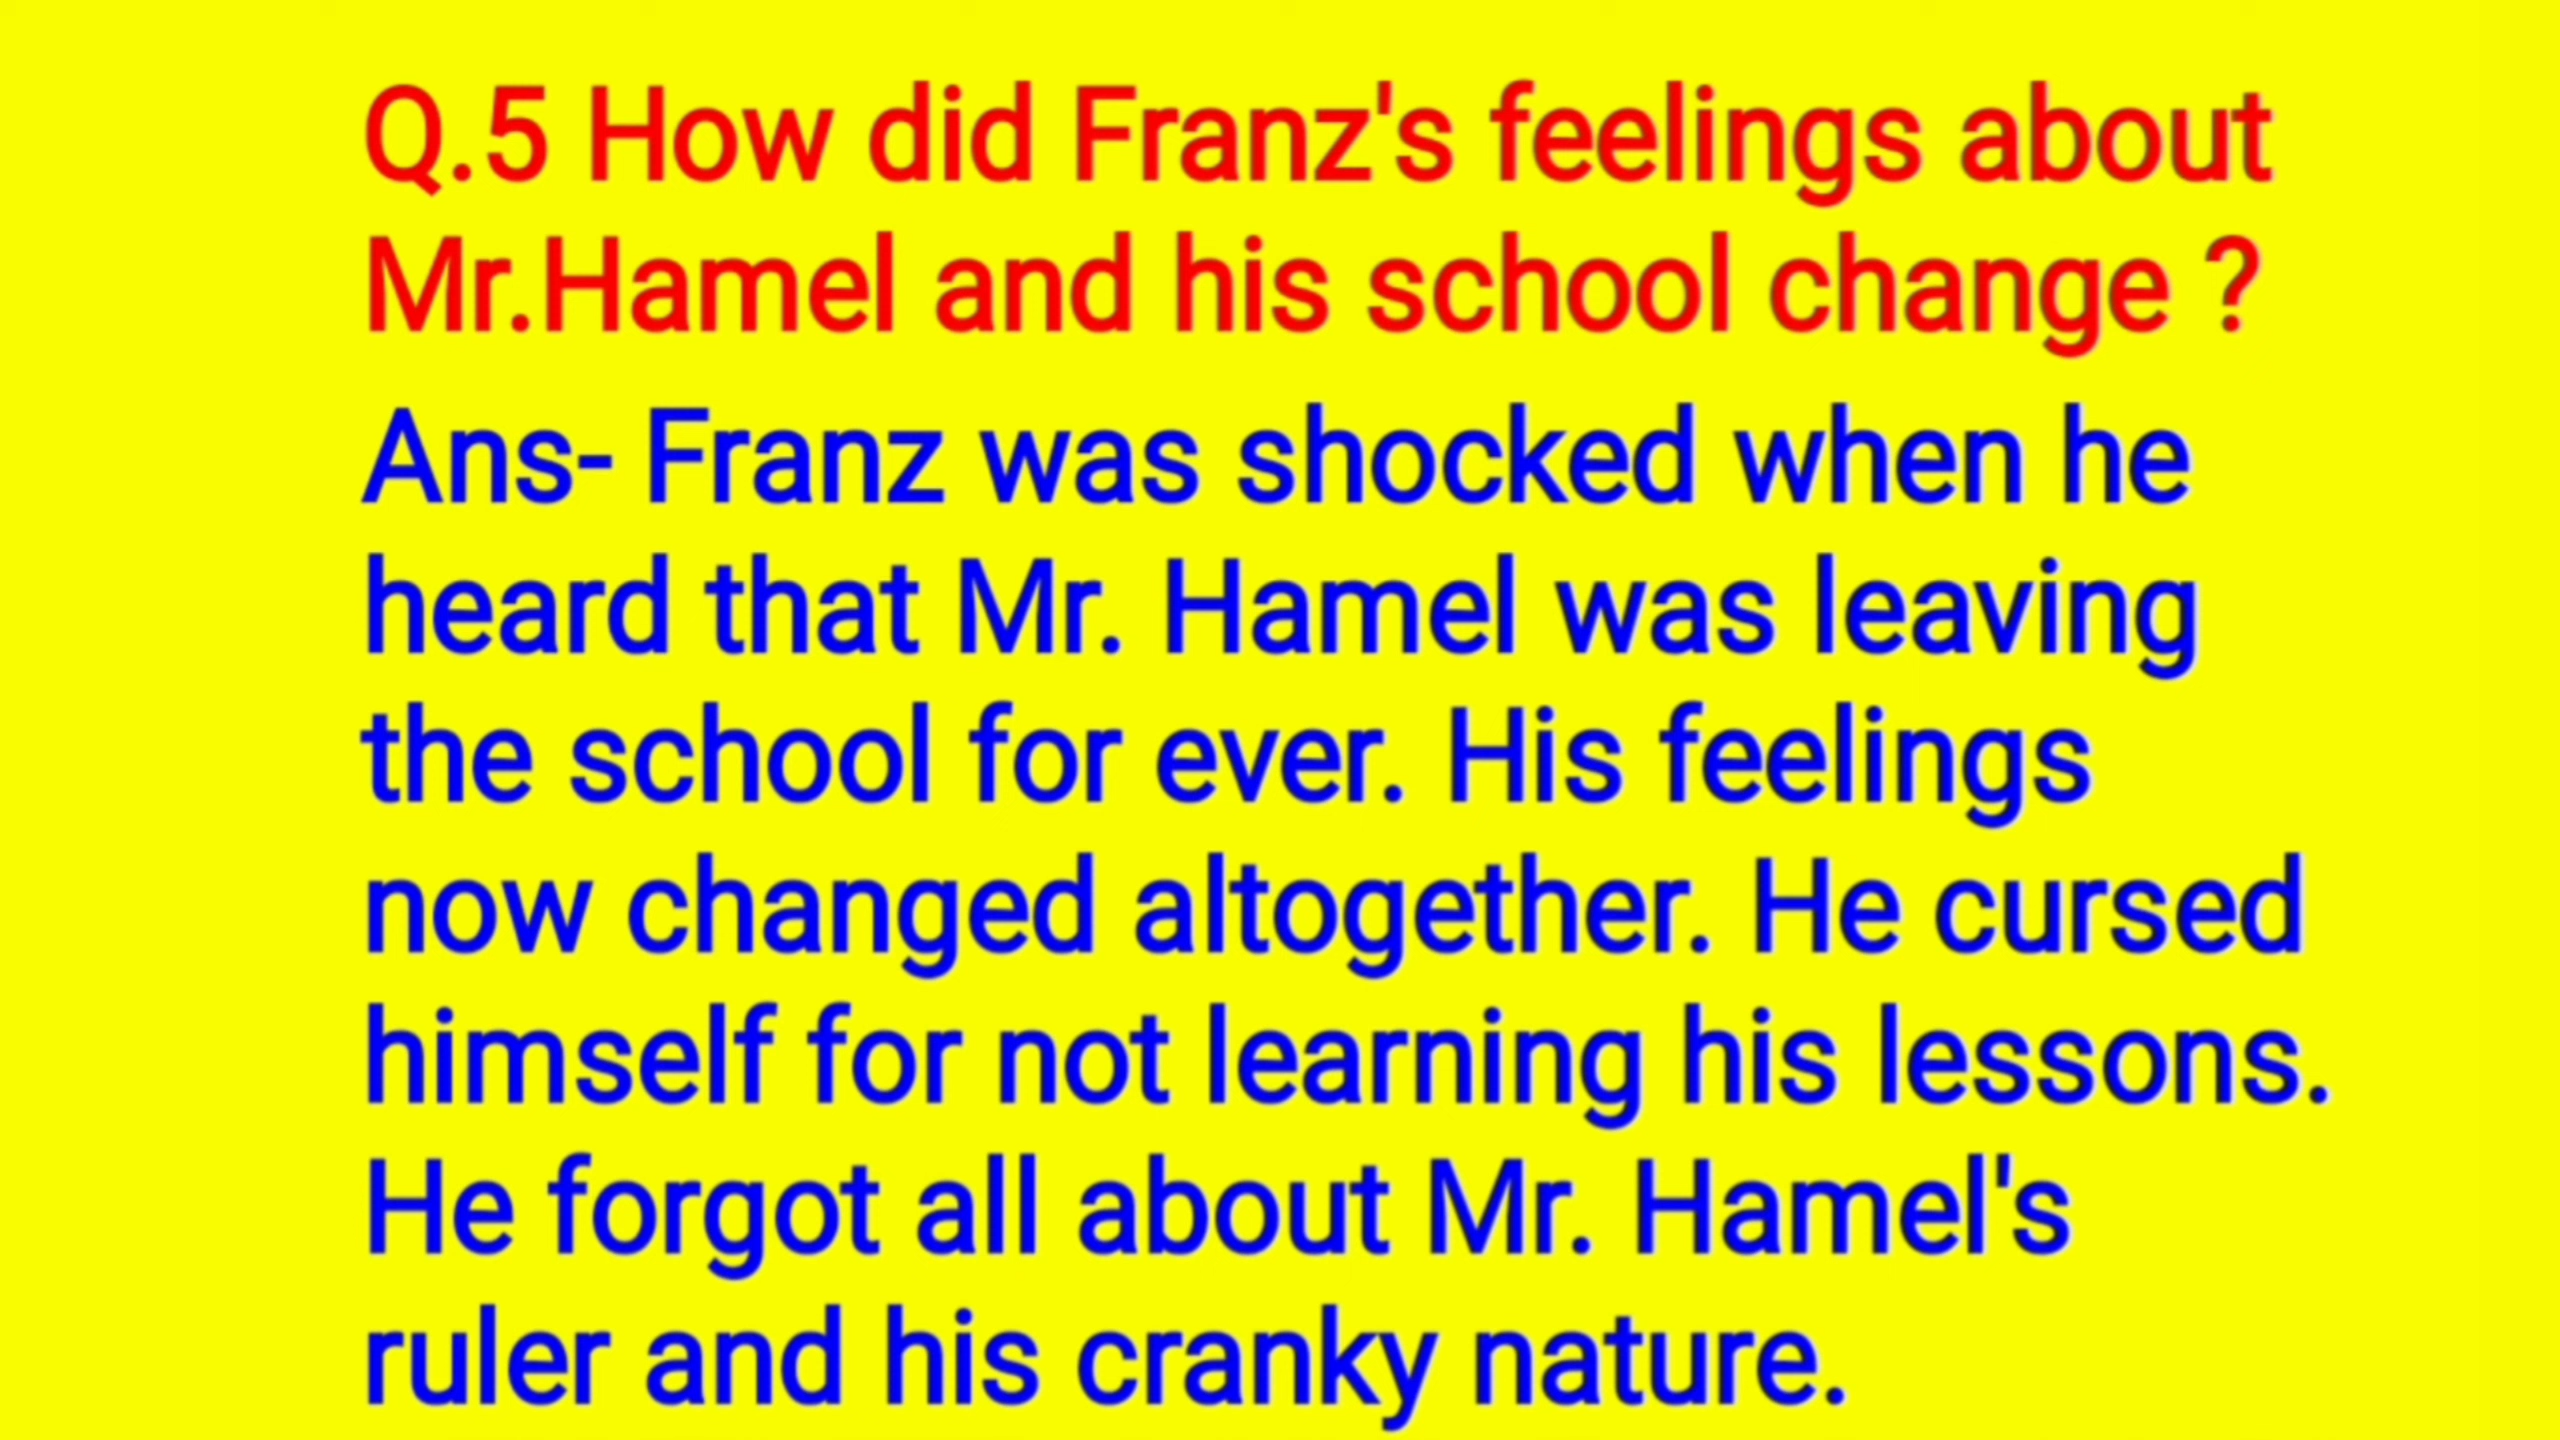 Q.5 How did Franz's feelings about
Mr.Hamel and his school change ?
Ans- Franz was shocked when he
heard that Mr. Hamel was leaving
the school for ever. His feelings
now changed altogether. He cursed
himself for not learning his lessons.
He forgot all about Mr. Hamel's
ruler and his cranky nature.